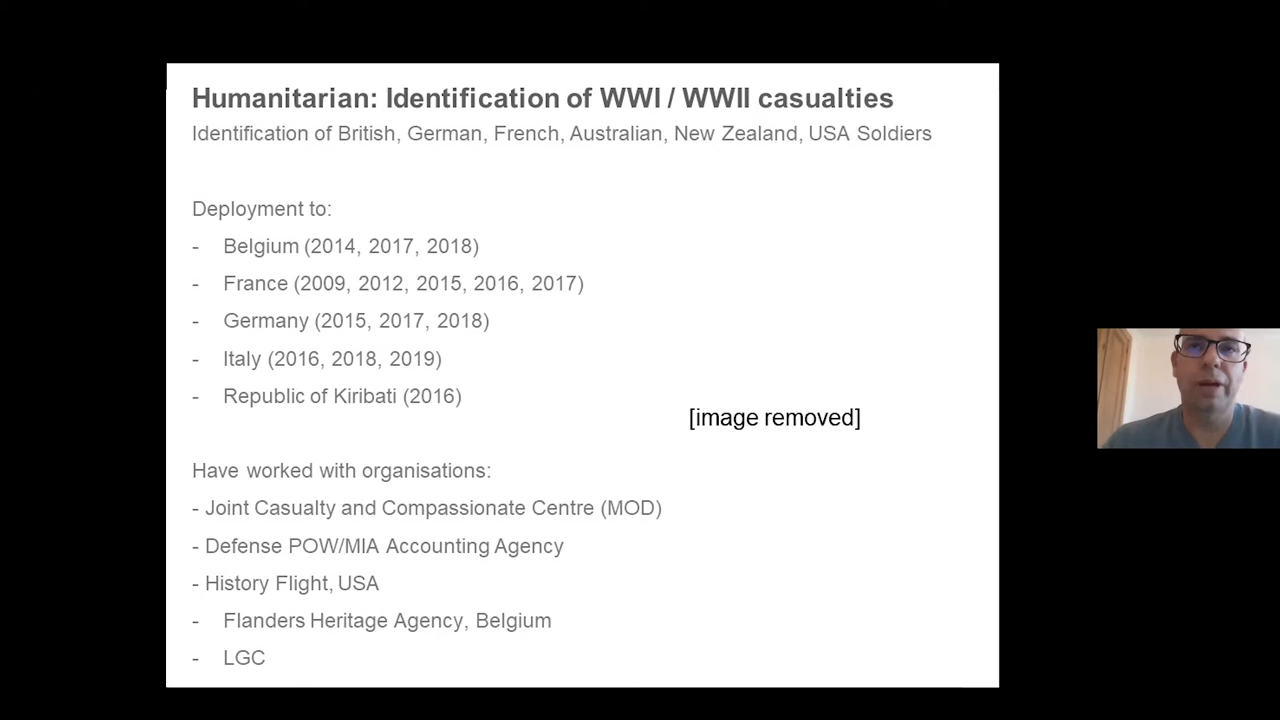 Humanitarian: Identification of WWI / WWII casualties
Identification of British, German, French, Australian, New Zealand, USA Soldiers
Deployment to:
- Belgium (2014, 2017, 2018)
- France (2009, 2012, 2015, 2016, 2017)
- Germany (2015, 2017, 2018)
- Italy (2016, 2018, 2019)
- Republic of Kiribati (2016)
[image removed]
Have worked with organisations:
- Joint Casualty and Compassionate Centre (MOD)
- Defense POW/MIA Accounting Agency
- History Flight, USA
- Flanders Heritage Agency, Belgium
- LGC